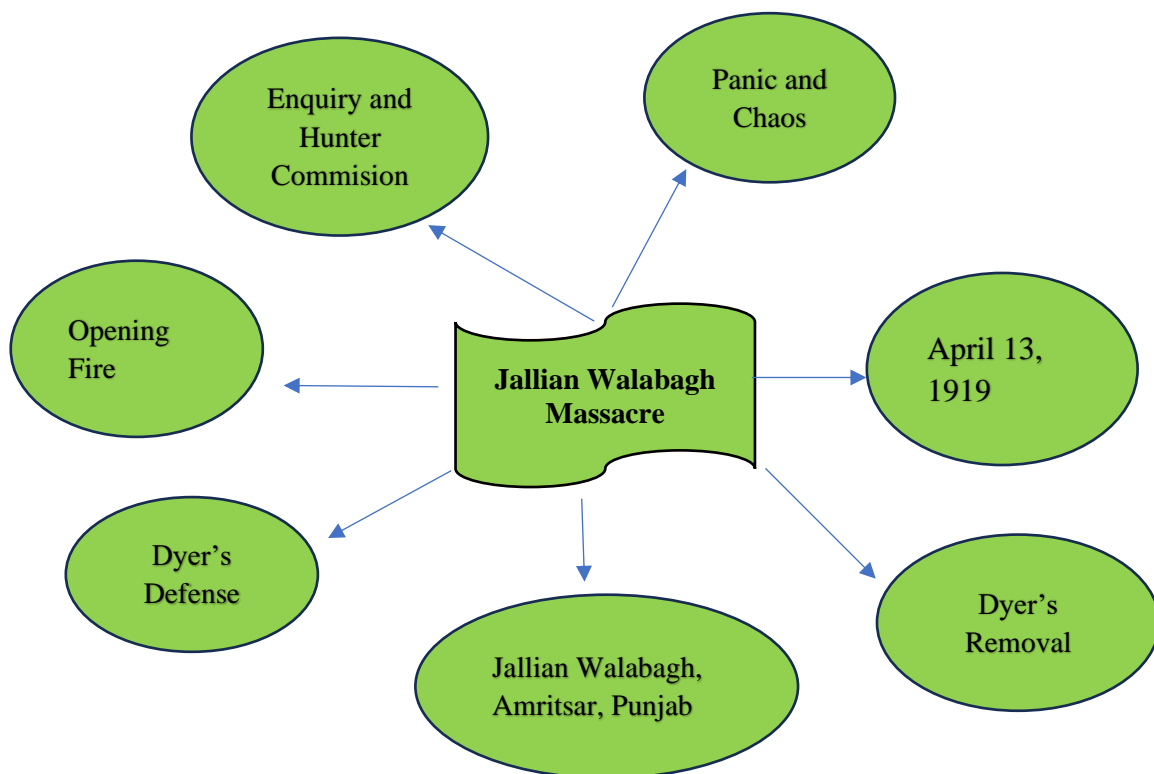 Enquiry and
Hunter
Commision
Panic and
Chaos
Opening
Fire
Jallian Walabagh
Massacre
April 13,
1919
Dyer’s
Defense
Jallian Walabagh,
Amritsar, Punjab
Dyer’s
Removal